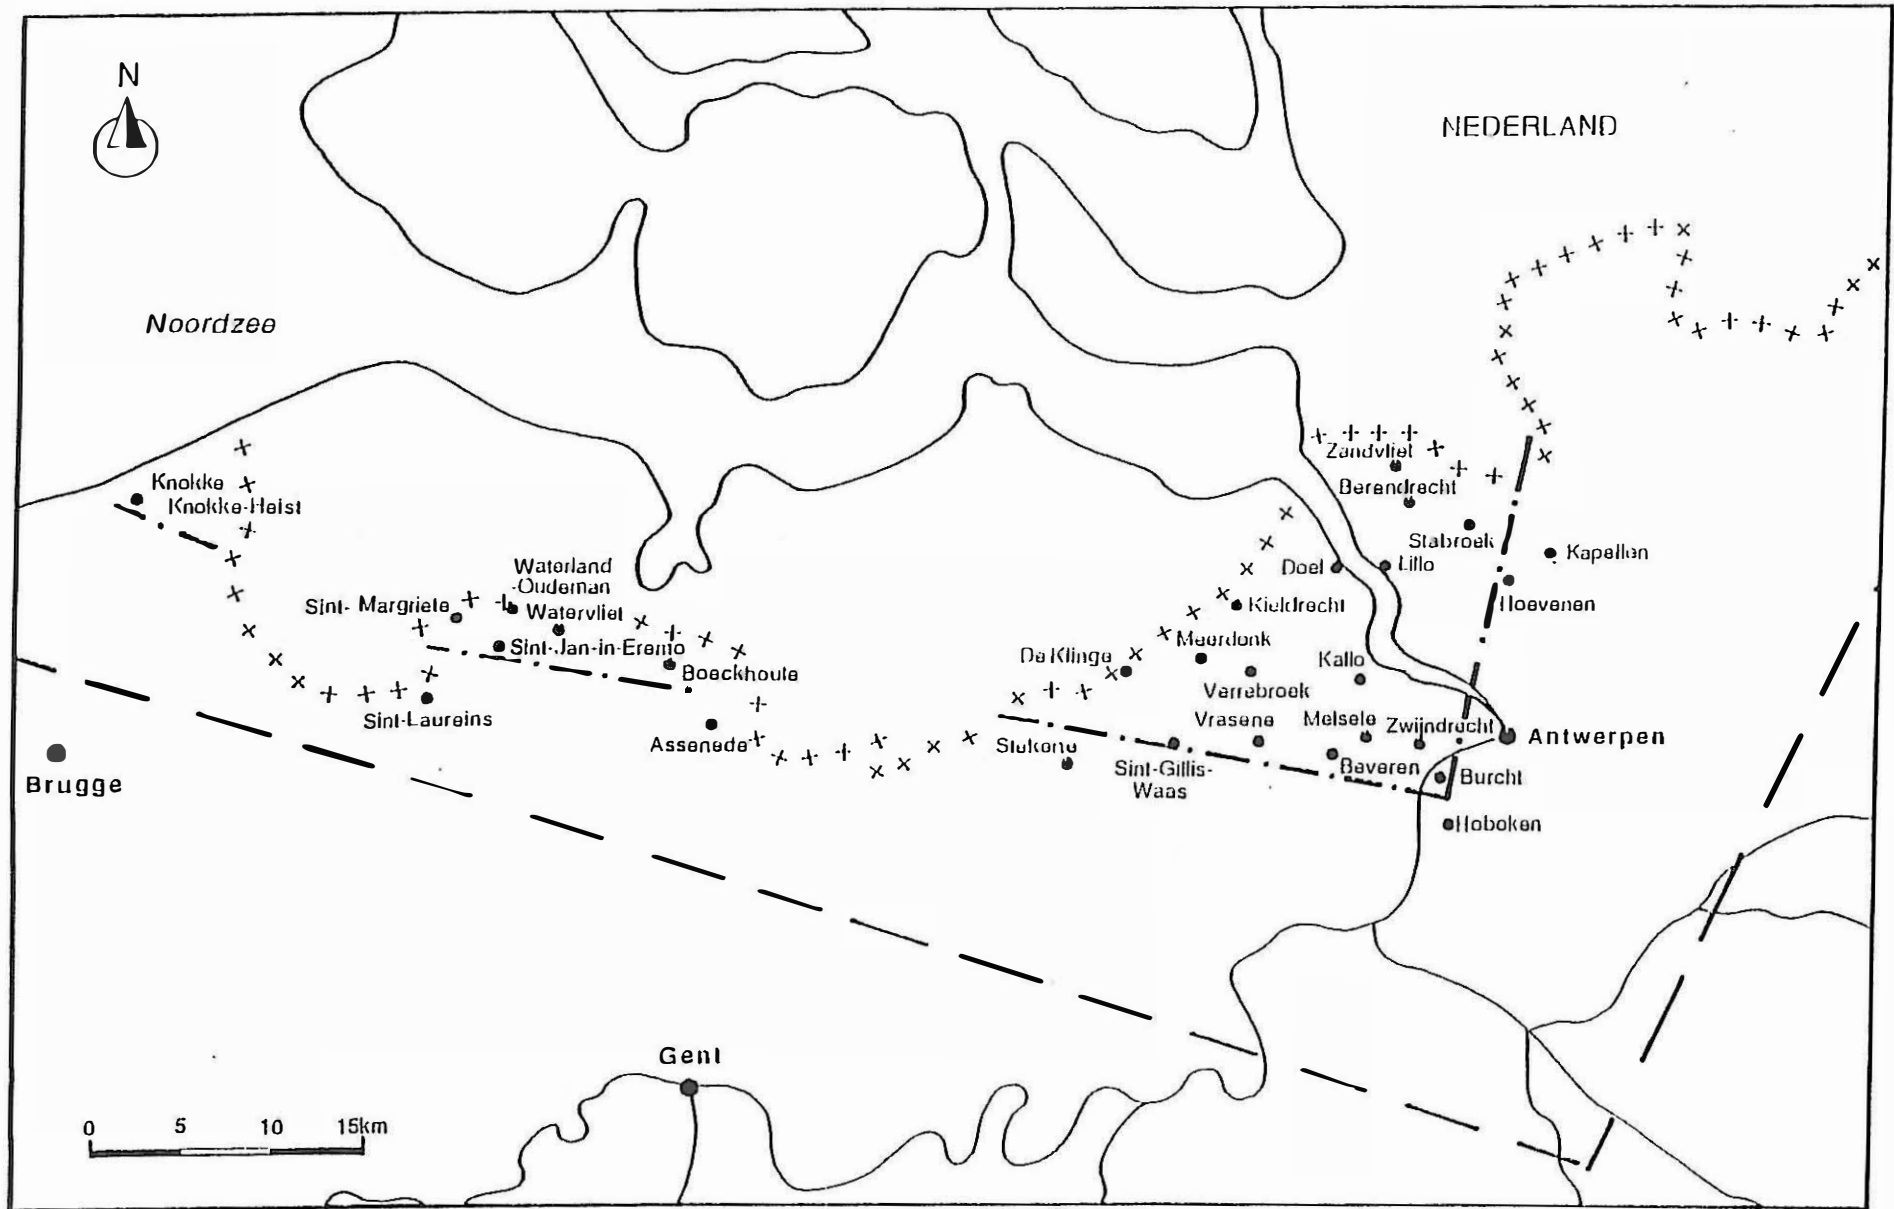 N
NEDERLAND
Noordzee
Zandvliet
Berendrecht
Knokke
Knokke-Heist
Stabroek
Kapellen
Waterland
-Oudeman
Doel
Lillo
Sint- Margriete
Watervliet
Kieldrecht
Hoevenen
Sint-Jan-in-Eremo
Meerdonk
De Klinge
Kallo
Boeckhoute
Verrebroek
Sint-Laureins
Vrasene
Melsele
Zwijndrecht
Assenede
Stekene
Antwerpen
Sint-Gillis-
Waas
Beveren
Burcht
Brugge
Hoboken
Gent
0 5 10 15km